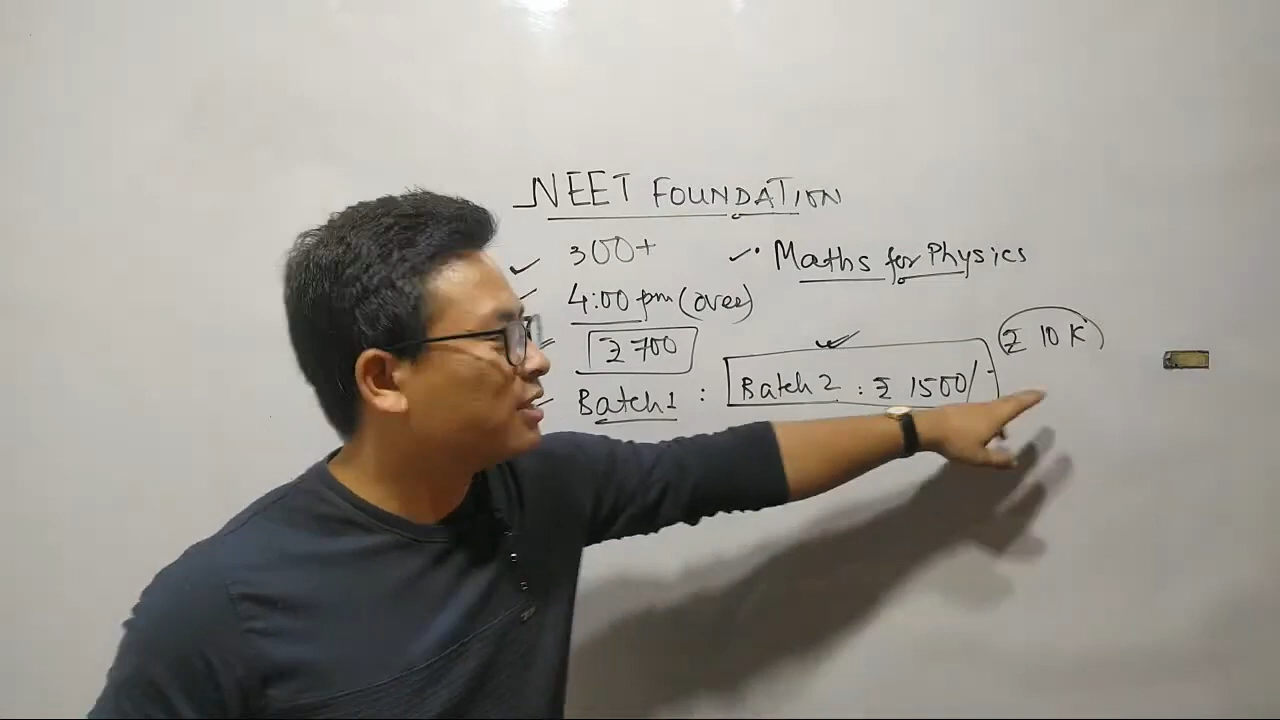 NEET FOUNDATION
300+
Maths for Physics
4:00 pm (over)
₹ 700
₹ 10 K
Batch 1 :
Batch 2 : ₹ 1500/-